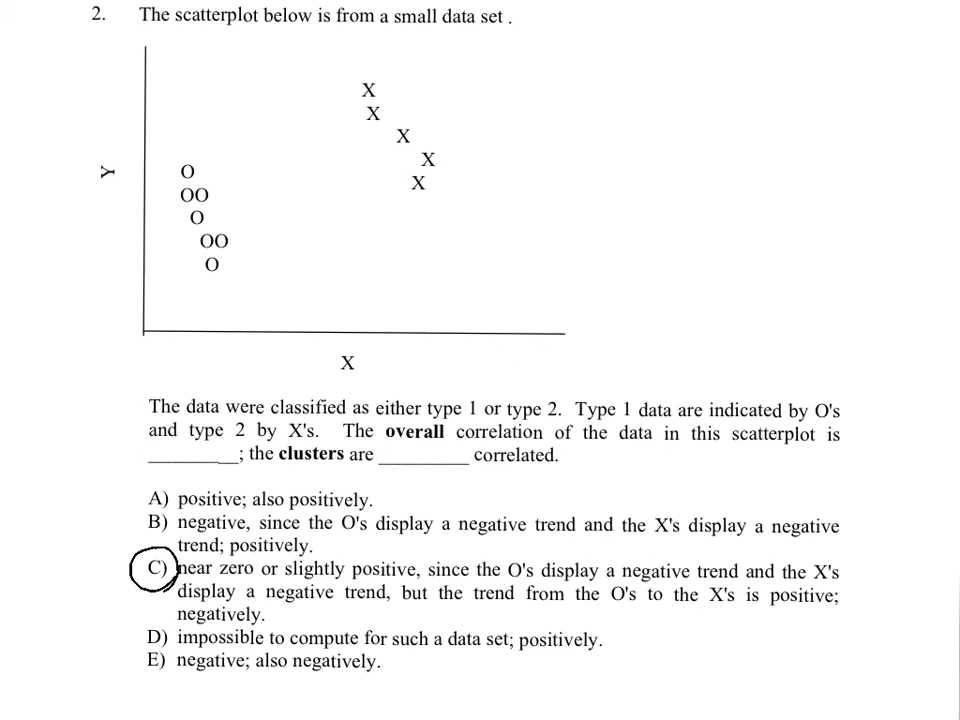 2. The scatterplot below is from a small data set .
X
X
X
X
X
Y
O
OO
O
OO
O
X
The data were classified as either type 1 or type 2. Type 1 data are indicated by O's
and type 2 by X's. The overall correlation of the data in this scatterplot is
_________; the clusters are _________ correlated.
A) positive; also positively.
B) negative, since the O's display a negative trend and the X's display a negative
trend; positively.
C) near zero or slightly positive, since the O's display a negative trend and the X's
display a negative trend, but the trend from the O's to the X's is positive;
negatively.
D) impossible to compute for such a data set; positively.
E) negative; also negatively.